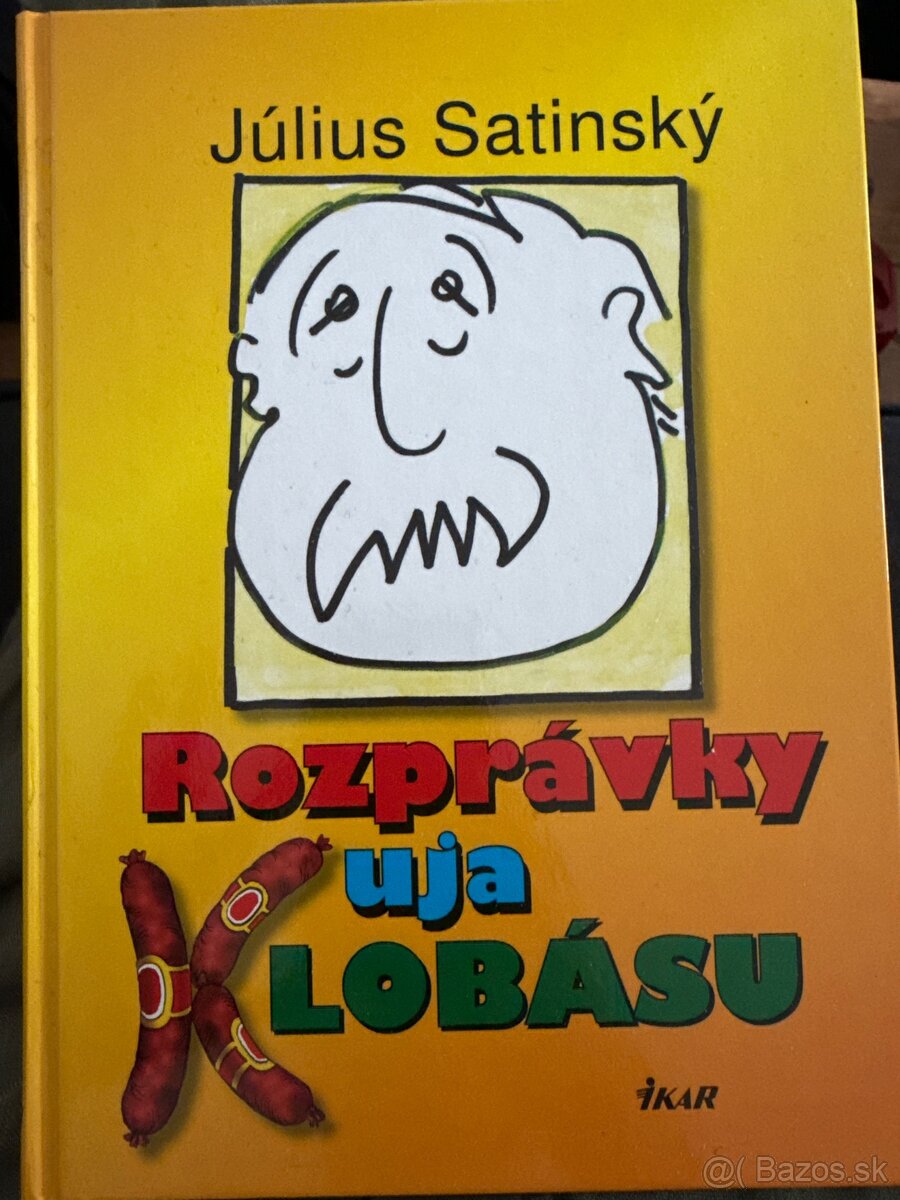 Július Satinský
Rozprávky
uja
KLOBÁSU
IKAR
@( Bazos.sk